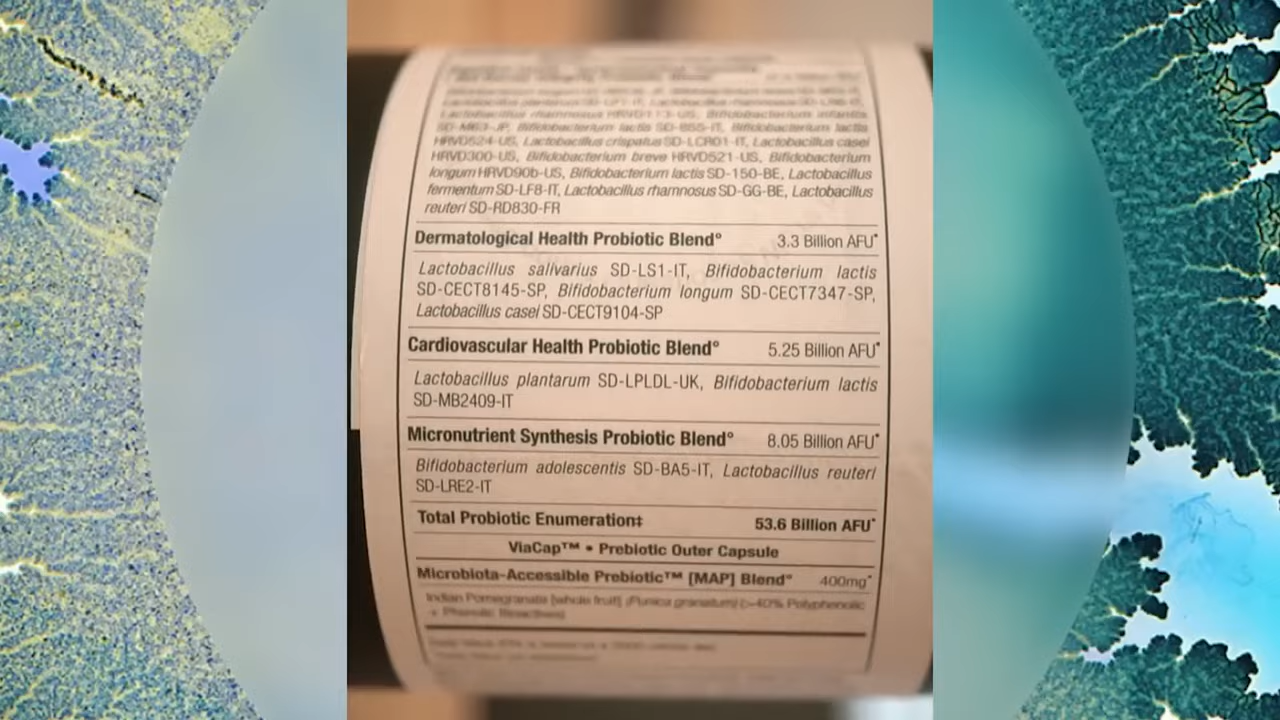 Lactobacillus plantarum SD-LP1-IT, Lactobacillus rhamnosus
Lactobacillus rhamnosus HRVD113-US, Bifidobacterium infantis
SD-M63-JP, Bifidobacterium lactis SD-BS5-IT, Bifidobacterium lactis
HRVD524-US, Lactobacillus crispatus SD-LCR01-IT, Lactobacillus casei
HRVD300-US, Bifidobacterium breve HRVD521-US, Bifidobacterium
longum HRVD90b-US, Bifidobacterium lactis SD-150-BE, Lactobacillus
fermentum SD-LF8-IT, Lactobacillus rhamnosus SD-GG-BE, Lactobacillus
reuteri SD-RD830-FR
Dermatological Health Probiotic Blend° 3.3 Billion AFU*
Lactobacillus salivarius SD-LS1-IT, Bifidobacterium lactis
SD-CECT8145-SP, Bifidobacterium longum SD-CECT7347-SP,
Lactobacillus casei SD-CECT9104-SP
Cardiovascular Health Probiotic Blend° 5.25 Billion AFU*
Lactobacillus plantarum SD-LPLDL-UK, Bifidobacterium lactis
SD-MB2409-IT
Micronutrient Synthesis Probiotic Blend° 8.05 Billion AFU*
Bifidobacterium adolescentis SD-BA5-IT, Lactobacillus reuteri
SD-LRE2-IT
Total Probiotic Enumeration‡ 53.6 Billion AFU*
ViaCap™ • Prebiotic Outer Capsule
Microbiota-Accessible Prebiotic™ [MAP] Blend° 400mg*
Indian Pomegranate [whole fruit] (Punica granatum) (>40% Polyphenolic